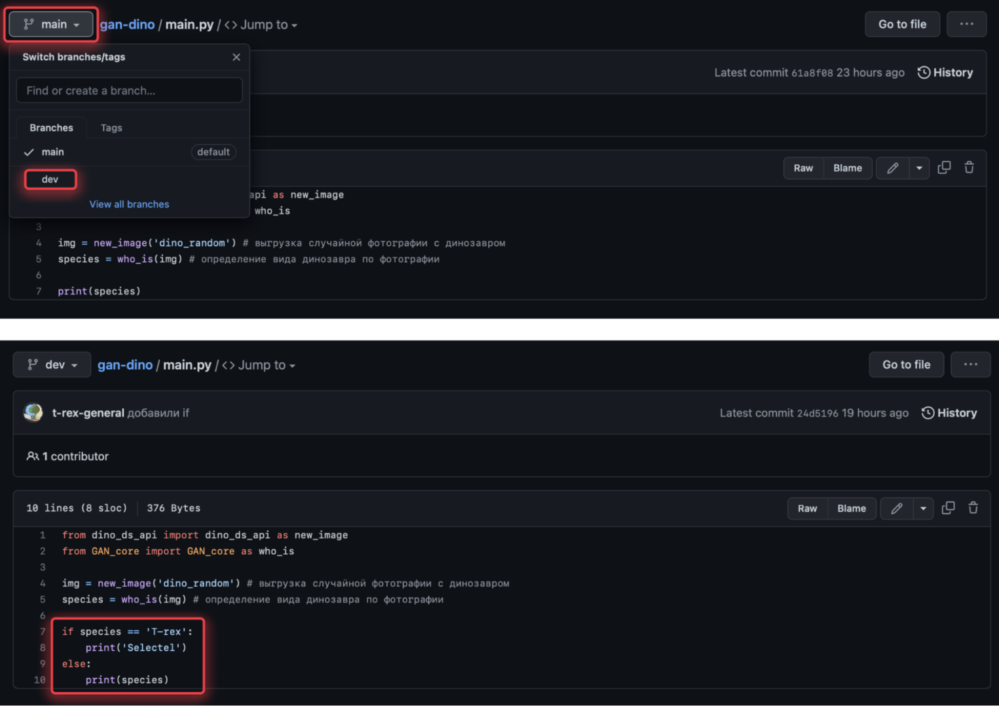 main gan-dino / main.py / <> Jump to Go to file ...
Switch branches/tags
Find or create a branch...
Latest commit 61a8f08 23 hours ago History
Branches Tags
main default
dev
View all branches
Raw Blame
api as new_image
who_is
3
4 img = new_image('dino_random') # выгрузка случайной фотографии с динозавром
5 species = who_is(img) # определение вида динозавра по фотографии
6
7 print(species)
dev gan-dino / main.py / <> Jump to Go to file ...
t-rex-general добавили if Latest commit 24d5196 19 hours ago History
1 contributor
10 lines (8 sloc) 376 Bytes Raw Blame
1 from dino_ds_api import dino_ds_api as new_image
2 from GAN_core import GAN_core as who_is
3
4 img = new_image('dino_random') # выгрузка случайной фотографии с динозавром
5 species = who_is(img) # определение вида динозавра по фотографии
6
7 if species == 'T-rex':
8 print('Selectel')
9 else:
10 print(species)